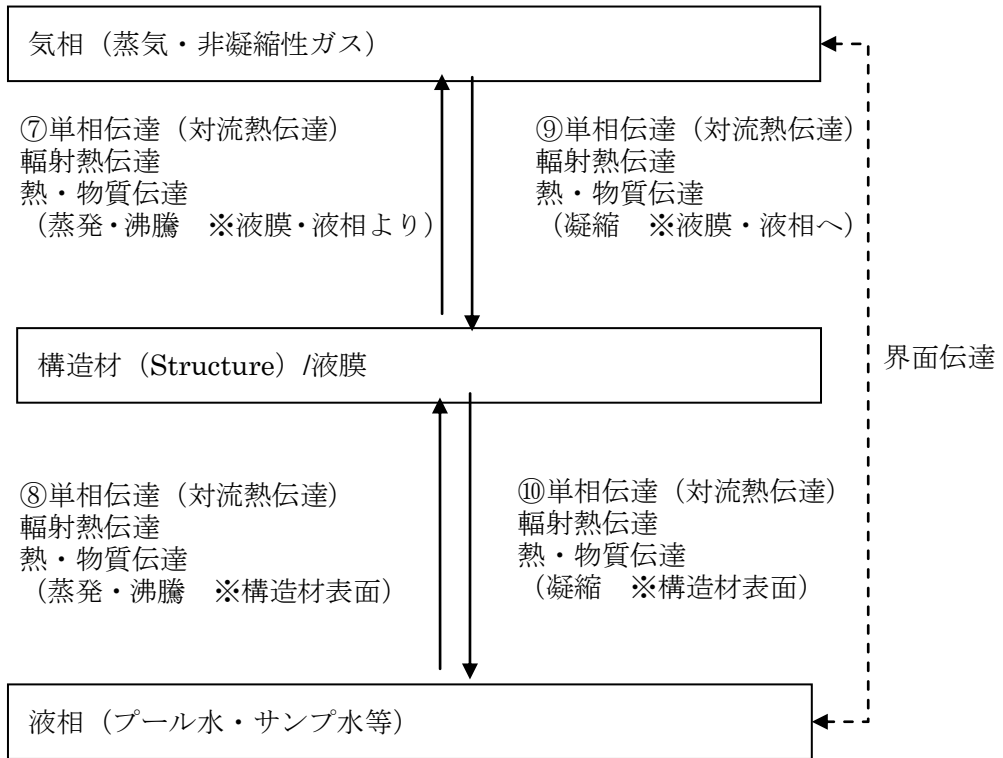 気相（蒸気・非凝縮性ガス）
⑦単相伝達（対流熱伝達）
輻射熱伝達
熱・物質伝達
（蒸発・沸騰　※液膜・液相より）
⑨単相伝達（対流熱伝達）
輻射熱伝達
熱・物質伝達
（凝縮　※液膜・液相へ）
構造材（Structure）/液膜
界面伝達
⑧単相伝達（対流熱伝達）
輻射熱伝達
熱・物質伝達
（蒸発・沸騰　※構造材表面）
⑩単相伝達（対流熱伝達）
輻射熱伝達
熱・物質伝達
（凝縮　※構造材表面）
液相（プール水・サンプ水等）